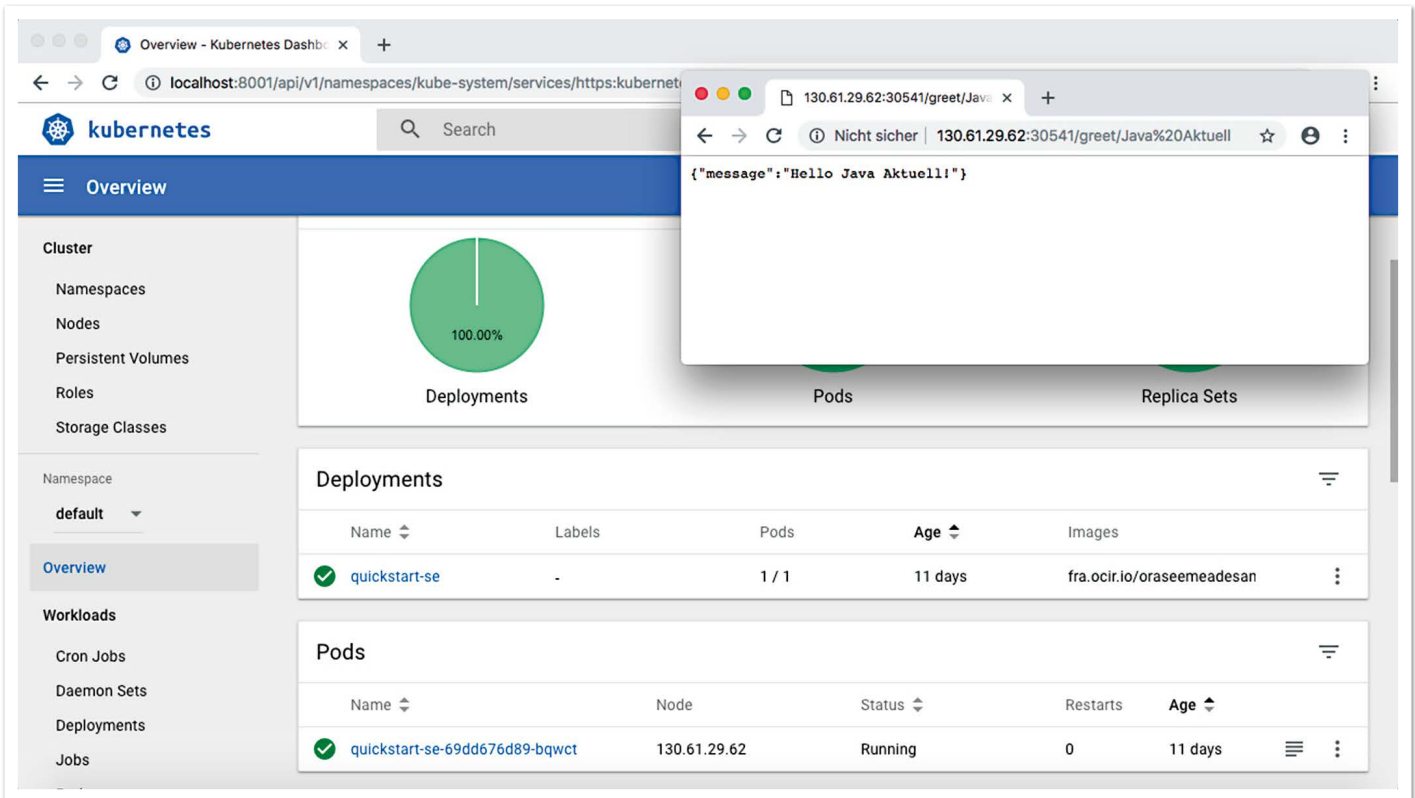 Overview - Kubernetes Dashbo
localhost:8001/api/v1/namespaces/kube-system/services/https:kubernet
kubernetes
Search
Overview
130.61.29.62:30541/greet/Java
Nicht sicher 130.61.29.62:30541/greet/Java%20Aktuell
{"message":"Hello Java Aktuell!"}
Cluster
Namespaces
Nodes
Persistent Volumes
Roles
Storage Classes
Namespace
default
Overview
Workloads
Cron Jobs
Daemon Sets
Deployments
Jobs
100.00%
Deployments
Pods
Replica Sets
Deployments
Name Labels Pods Age Images
quickstart-se - 1 / 1 11 days fra.ocir.io/oraseemeadesan
Pods
Name Node Status Restarts Age
quickstart-se-69dd676d89-bqwct 130.61.29.62 Running 0 11 days